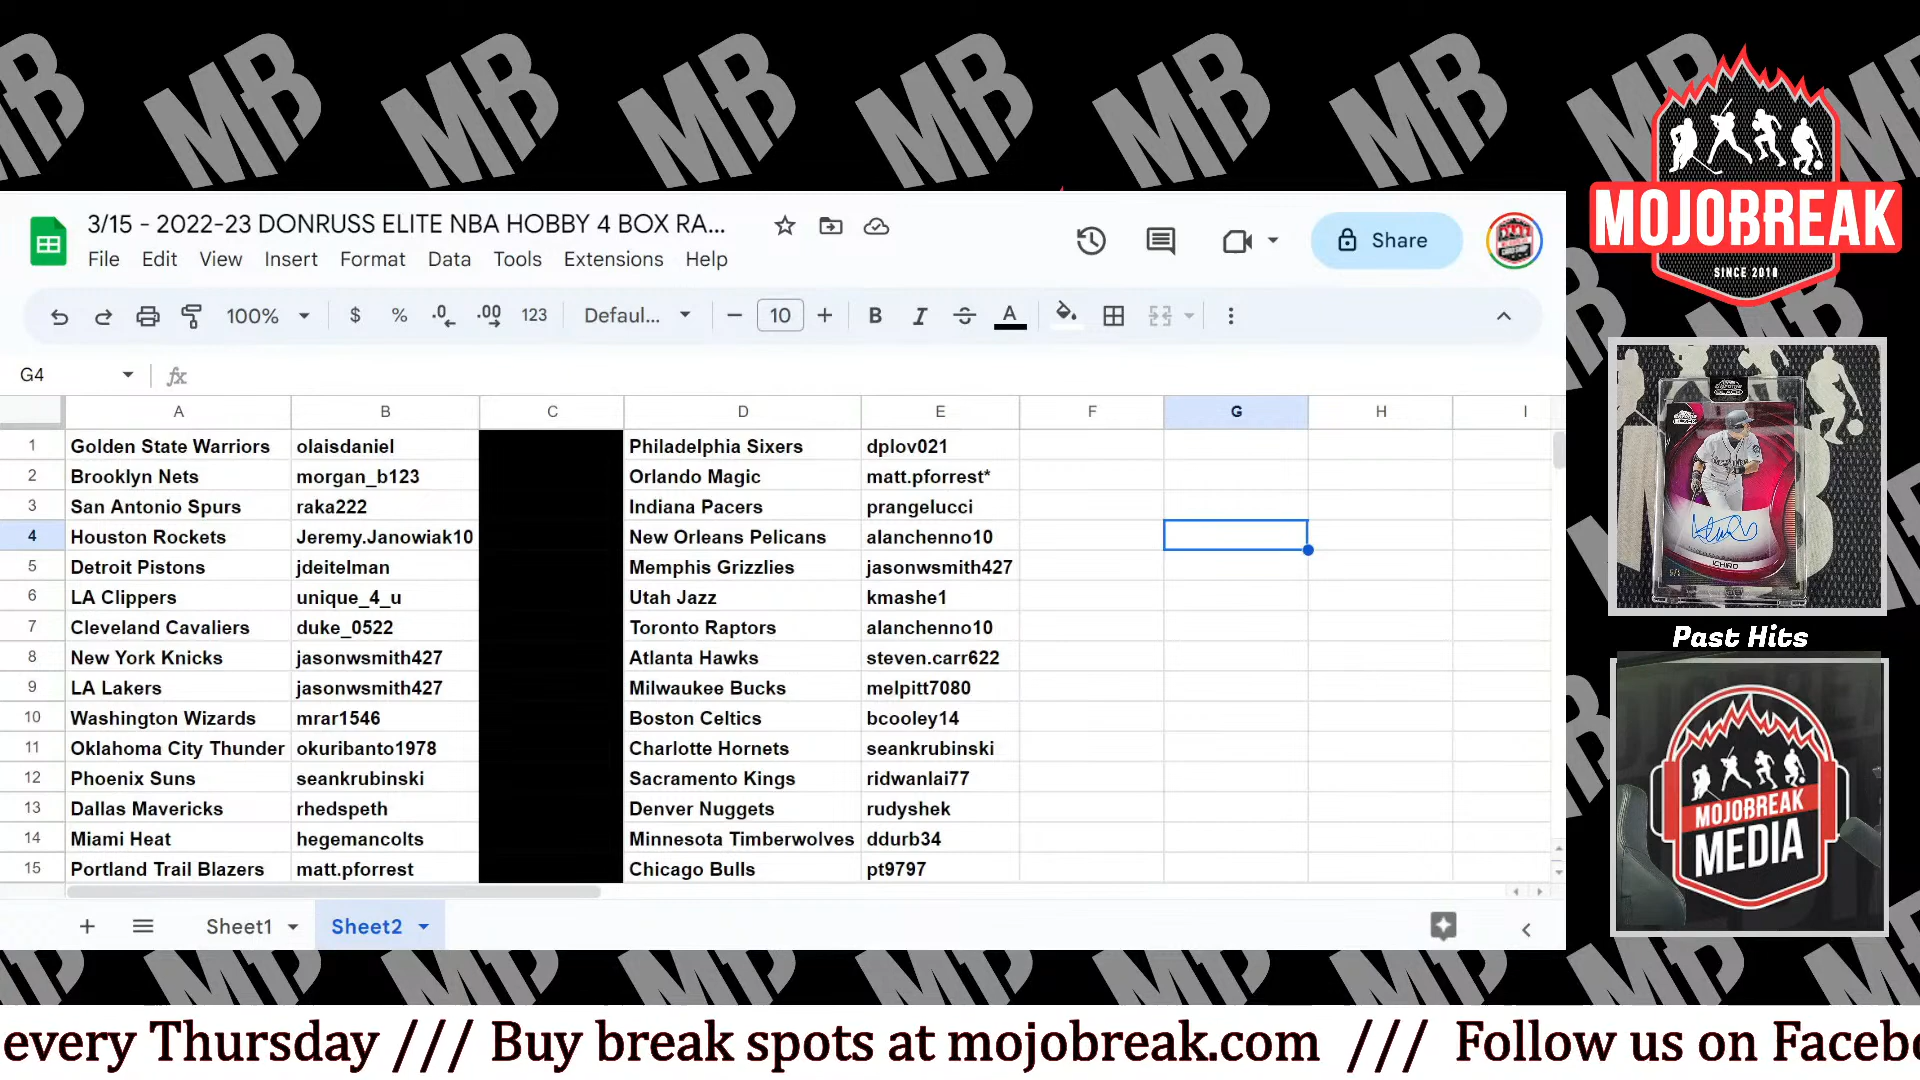 3/15 - 2022-23 DONRUSS ELITE NBA HOBBY 4 BOX RA...
File Edit View Insert Format Data Tools Extensions Help
Share
100% $ % .0 .00 123 Defaul... 10 B I A
G4 fx
A B C D E F G H I
1 Golden State Warriors olaisdaniel Philadelphia Sixers dplov021
2 Brooklyn Nets morgan_b123 Orlando Magic matt.pforrest*
3 San Antonio Spurs raka222 Indiana Pacers prangelucci
4 Houston Rockets Jeremy.Janowiak10 New Orleans Pelicans alanchenno10
5 Detroit Pistons jdeitelman Memphis Grizzlies jasonwsmith427
6 LA Clippers unique_4_u Utah Jazz kmashe1
7 Cleveland Cavaliers duke_0522 Toronto Raptors alanchenno10
8 New York Knicks jasonwsmith427 Atlanta Hawks steven.carr622
9 LA Lakers jasonwsmith427 Milwaukee Bucks melpitt7080
10 Washington Wizards mrar1546 Boston Celtics bcooley14
11 Oklahoma City Thunder okuribanto1978 Charlotte Hornets seankrubinski
12 Phoenix Suns seankrubinski Sacramento Kings ridwanlai77
13 Dallas Mavericks rhedspeth Denver Nuggets rudyshek
14 Miami Heat hegemancolts Minnesota Timberwolves ddurb34
15 Portland Trail Blazers matt.pforrest Chicago Bulls pt9797
Sheet1 Sheet2
MOJOBREAK
SINCE 2010
ICHIRO
Past Hits
MOJOBREAK
MEDIA
every Thursday /// Buy break spots at mojobreak.com /// Follow us on Facebo